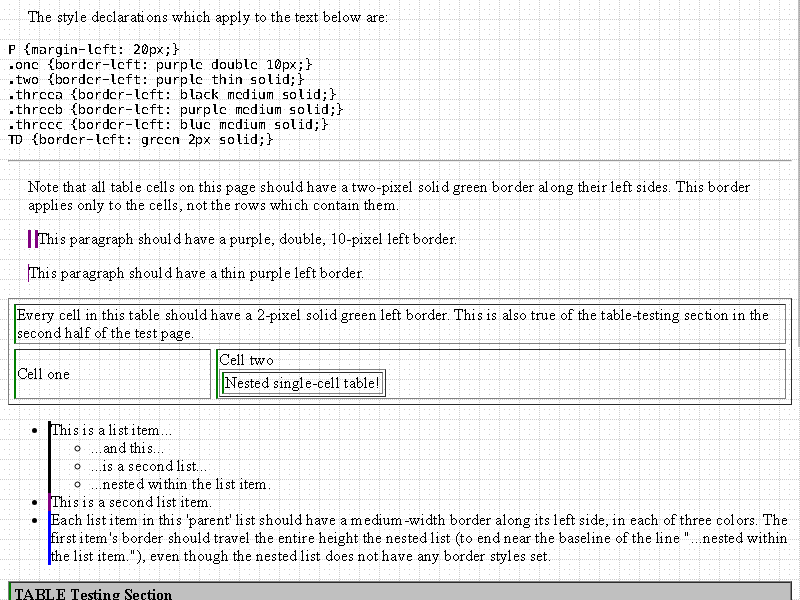 The style declarations which apply to the text below are:
P {margin-left: 20px;}
.one {border-left: purple double 10px;}
.two {border-left: purple thin solid;}
.threea {border-left: black medium solid;}
.threeb {border-left: purple medium solid;}
.threec {border-left: blue medium solid;}
TD {border-left: green 2px solid;}
Note that all table cells on this page should have a two-pixel solid green border along their left sides. This border
applies only to the cells, not the rows which contain them.
This paragraph should have a purple, double, 10-pixel left border.
This paragraph should have a thin purple left border.
Every cell in this table should have a 2-pixel solid green left border. This is also true of the table-testing section in the
second half of the test page.
Cell one
Cell two
Nested single-cell table!
This is a list item...
...and this...
...is a second list...
...nested within the list item.
This is a second list item.
Each list item in this 'parent' list should have a medium-width border along its left side, in each of three colors. The
first item's border should travel the entire height the nested list (to end near the baseline of the line "...nested within
the list item."), even though the nested list does not have any border styles set.
TABLE Testing Section